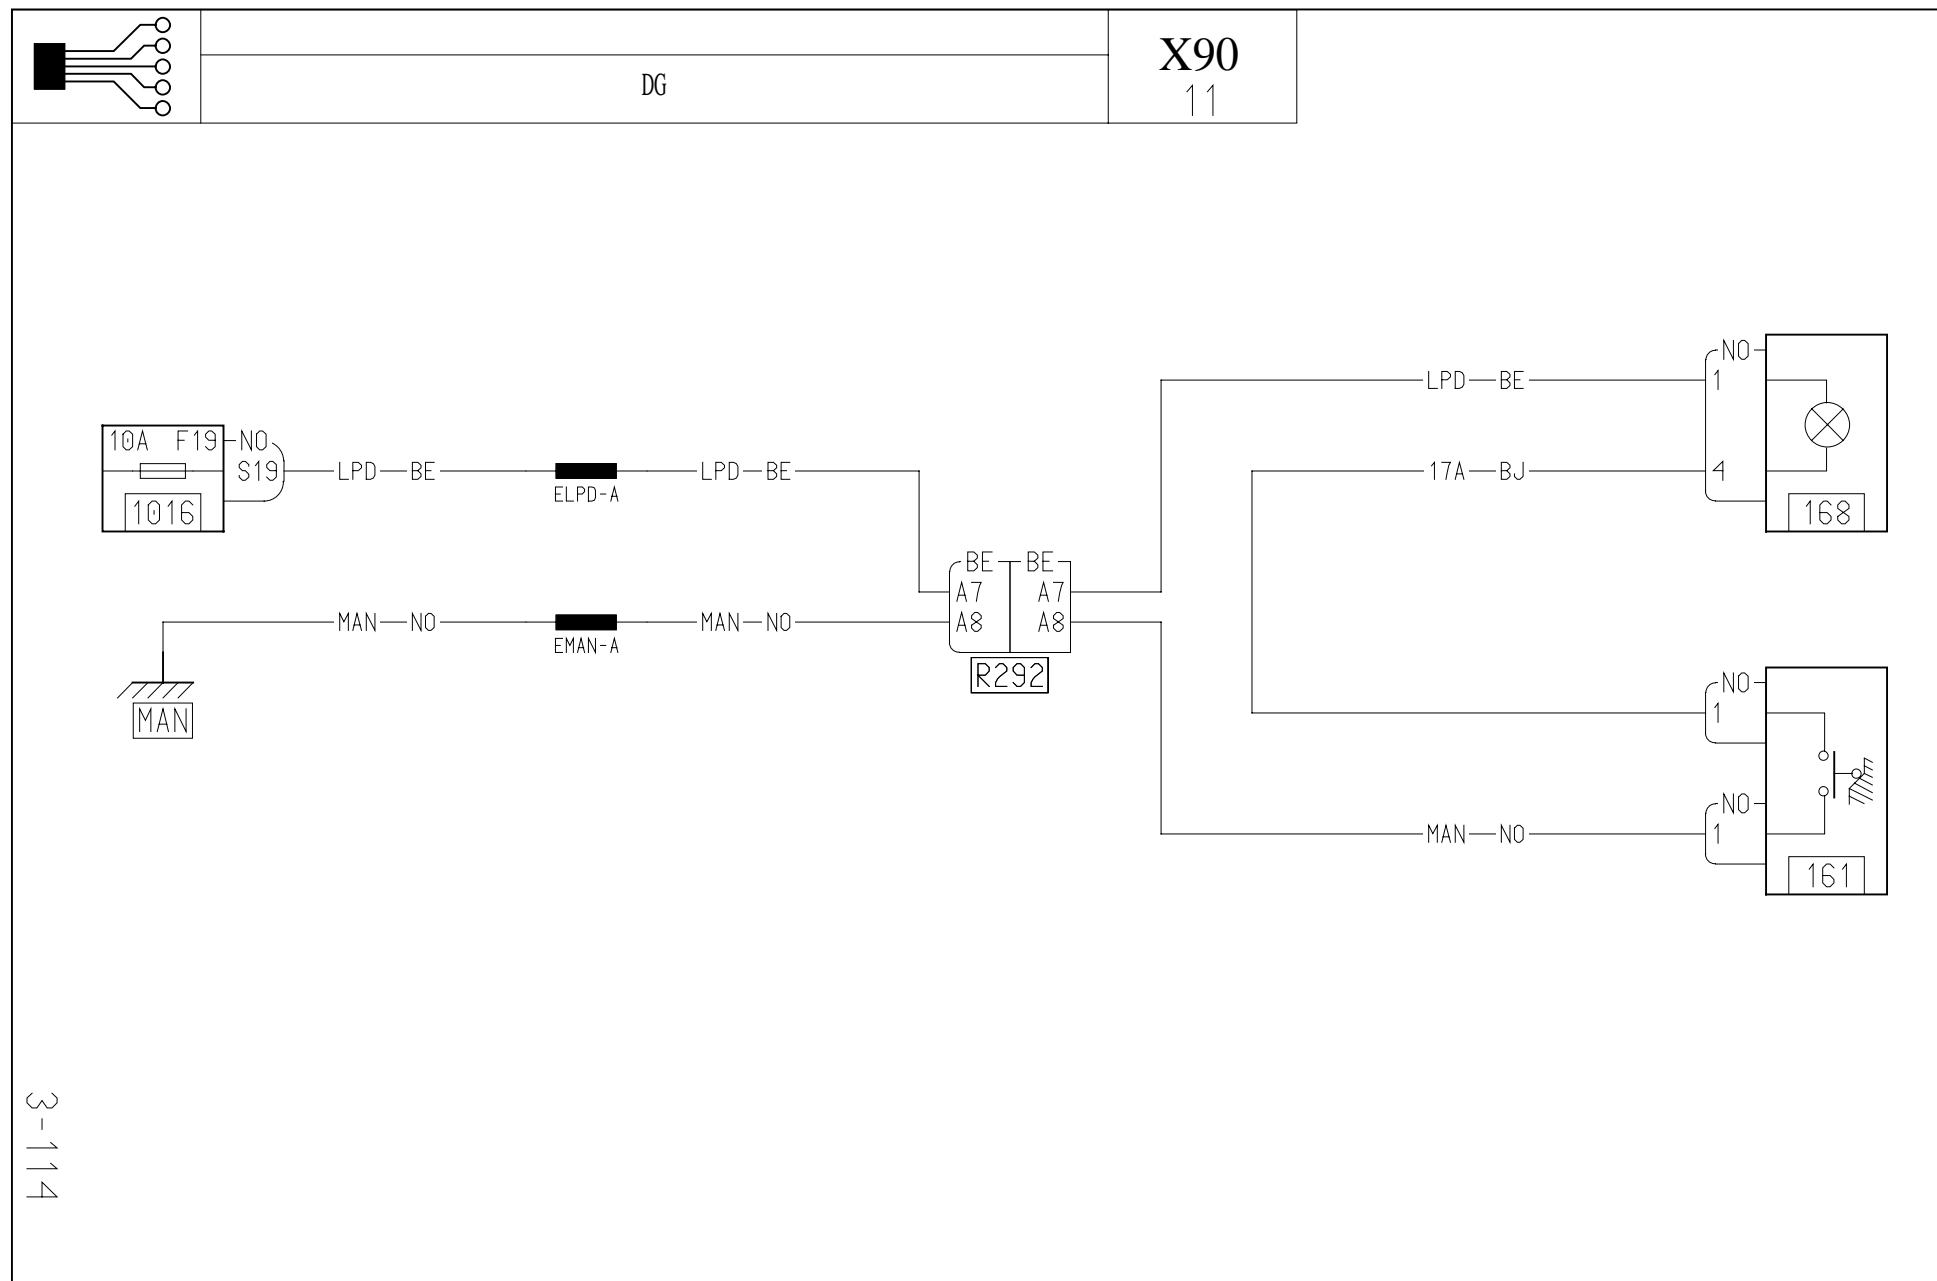 X90
DG
11
NO
LPD BE
1
10A F19 NO
S19
LPD BE
LPD BE
17A BJ
4
ELPD-A
1016
168
BE BE
A7 A7
MAN NO
MAN NO
A8 A8
EMAN-A
R292
NO
MAN
1
NO
MAN NO
1
161
3-114